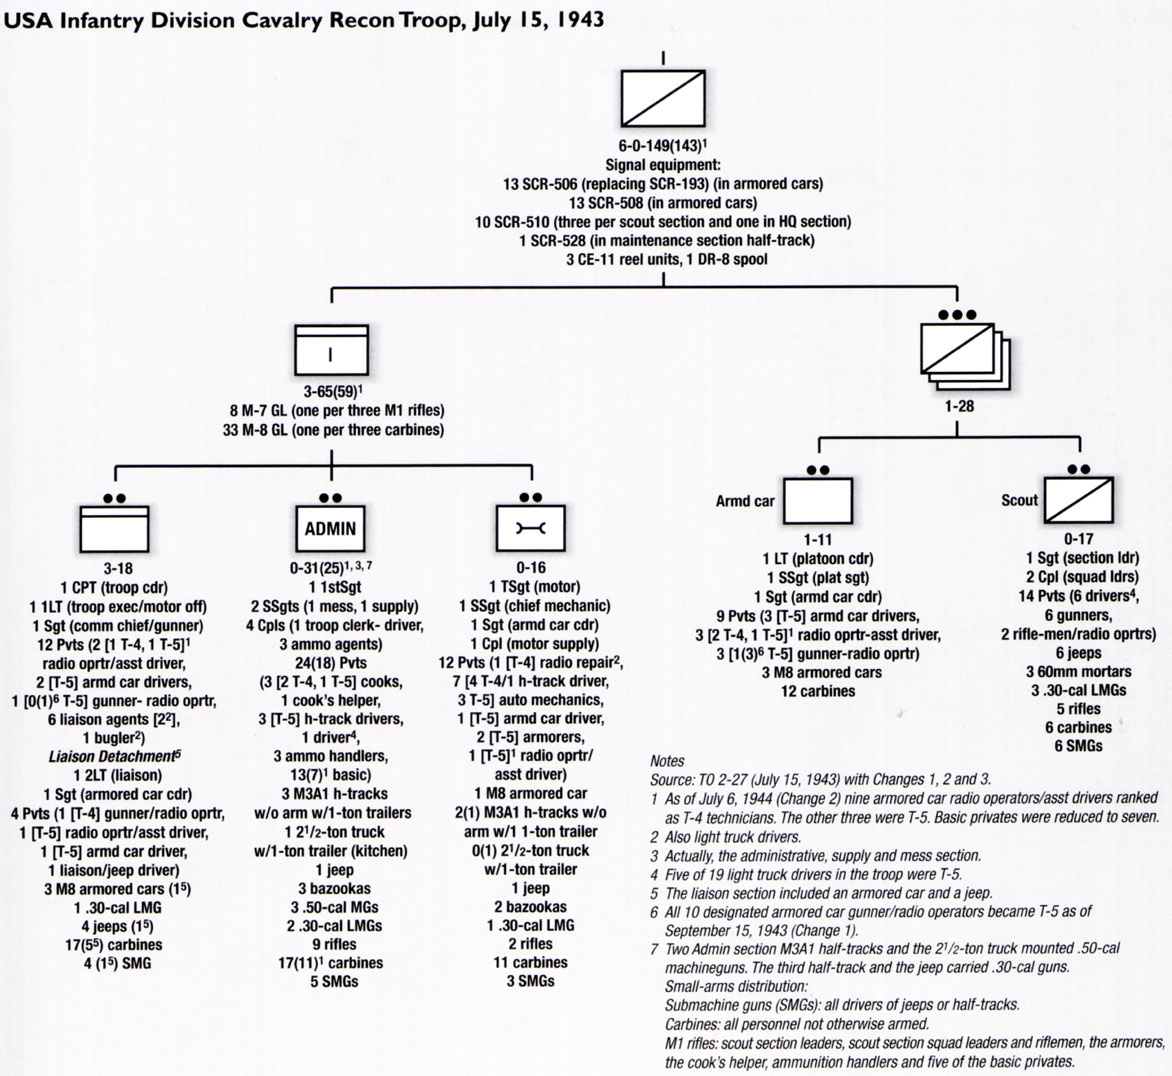 USA Infantry Division Cavalry Recon Troop, July 15, 1943
6-0-149(143)¹
Signal equipment:
13 SCR-506 (replacing SCR-193) (in armored cars)
13 SCR-508 (in armored cars)
10 SCR-510 (three per scout section and one in HQ section)
1 SCR-528 (in maintenance section half-track)
3 CE-11 reel units, 1 DR-8 spool
3-65(59)¹
8 M-7 GL (one per three M1 rifles)
33 M-8 GL (one per three carbines)
1-28
3-18
1 CPT (troop cdr)
1 1LT (troop exec/motor off)
1 Sgt (comm chief/gunner)
12 Pvts (2 [1 T-4, 1 T-5]¹
radio oprtr/asst driver,
2 [T-5] armd car drivers,
1 [0(1)⁶ T-5] gunner- radio oprtr,
6 liaison agents [2²],
1 bugler²)
Liaison Detachment⁵
1 2LT (liaison)
1 Sgt (armored car cdr)
4 Pvts (1 [T-4] gunner/radio oprtr,
1 [T-5] radio oprtr/asst driver,
1 [T-5] armd car driver,
1 liaison/jeep driver)
3 M8 armored cars (1⁵)
1 .30-cal LMG
4 jeeps (1⁵)
17(5⁵) carbines
4 (1⁵) SMG
ADMIN
0-31(25)¹, ³, ⁷
1 1stSgt
2 SSgts (1 mess, 1 supply)
4 Cpls (1 troop clerk- driver,
3 ammo agents)
24(18) Pvts
(3 [2 T-4, 1 T-5] cooks,
1 cook's helper,
3 [T-5] h-track drivers,
1 driver⁴,
3 ammo handlers,
13(7)¹ basic)
3 M3A1 h-tracks
w/o arm w/1-ton trailers
1 2¹/2-ton truck
w/1-ton trailer (kitchen)
1 jeep
3 bazookas
3 .50-cal MGs
2 .30-cal LMGs
9 rifles
17(11)¹ carbines
5 SMGs
0-16
1 TSgt (motor)
1 SSgt (chief mechanic)
1 Sgt (armd car cdr)
1 Cpl (motor supply)
12 Pvts (1 [T-4] radio repair²,
7 [4 T-4/1 h-track driver,
3 T-5] auto mechanics,
1 [T-5] armd car driver,
2 [T-5] armorers,
1 [T-5]¹ radio oprtr/
asst driver)
1 M8 armored car
2(1) M3A1 h-tracks w/o
arm w/1 1-ton trailer
0(1) 2¹/2-ton truck
w/1-ton trailer
1 jeep
2 bazookas
1 .30-cal LMG
2 rifles
11 carbines
3 SMGs
Armd car
1-11
1 LT (platoon cdr)
1 SSgt (plat sgt)
1 Sgt (armd car cdr)
9 Pvts (3 [T-5] armd car drivers,
3 [2 T-4, 1 T-5]¹ radio oprtr-asst driver,
3 [1(3)⁶ T-5] gunner-radio oprtr)
3 M8 armored cars
12 carbines
Scout
0-17
1 Sgt (section ldr)
2 Cpl (squad ldrs)
14 Pvts (6 drivers⁴,
6 gunners,
2 rifle-men/radio oprtrs)
6 jeeps
3 60mm mortars
3 .30-cal LMGs
5 rifles
6 carbines
6 SMGs
Notes
Source: TO 2-27 (July 15, 1943) with Changes 1, 2 and 3.
1 As of July 6, 1944 (Change 2) nine armored car radio operators/asst drivers ranked
as T-4 technicians. The other three were T-5. Basic privates were reduced to seven.
2 Also light truck drivers.
3 Actually, the administrative, supply and mess section.
4 Five of 19 light truck drivers in the troop were T-5.
5 The liaison section included an armored car and a jeep.
6 All 10 designated armored car gunner/radio operators became T-5 as of
September 15, 1943 (Change 1).
7 Two Admin section M3A1 half-tracks and the 2¹/2-ton truck mounted .50-cal
machineguns. The third half-track and the jeep carried .30-cal guns.
Small-arms distribution:
Submachine guns (SMGs): all drivers of jeeps or half-tracks.
Carbines: all personnel not otherwise armed.
M1 rifles: scout section leaders, scout section squad leaders and riflemen, the armorers,
the cook's helper, ammunition handlers and five of the basic privates.